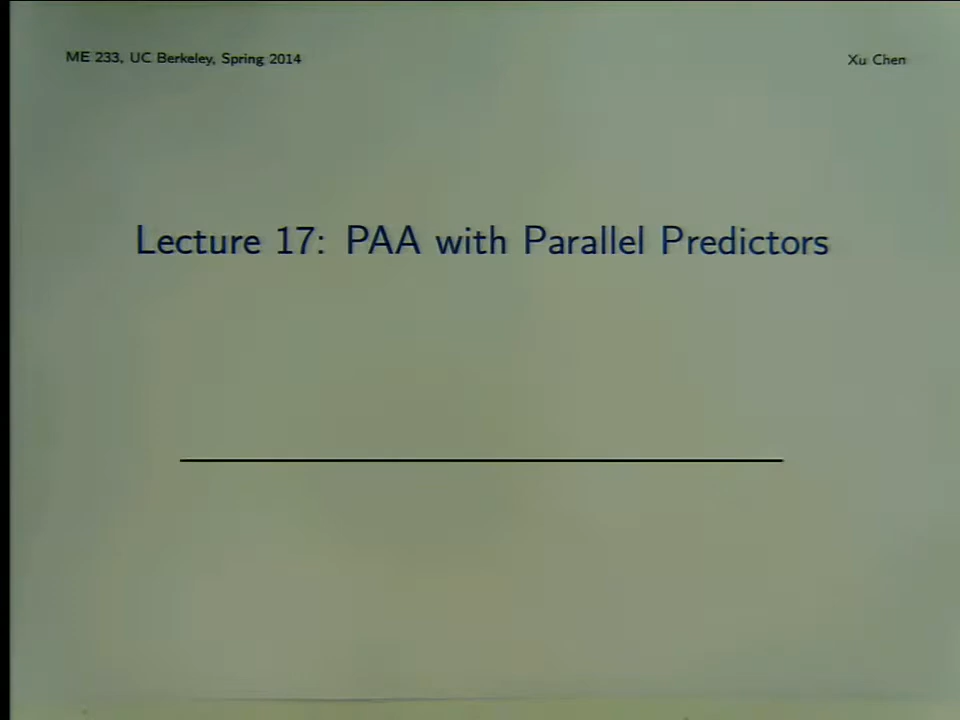 ME 233, UC Berkeley, Spring 2014
Xu Chen
Lecture 17: PAA with Parallel Predictors